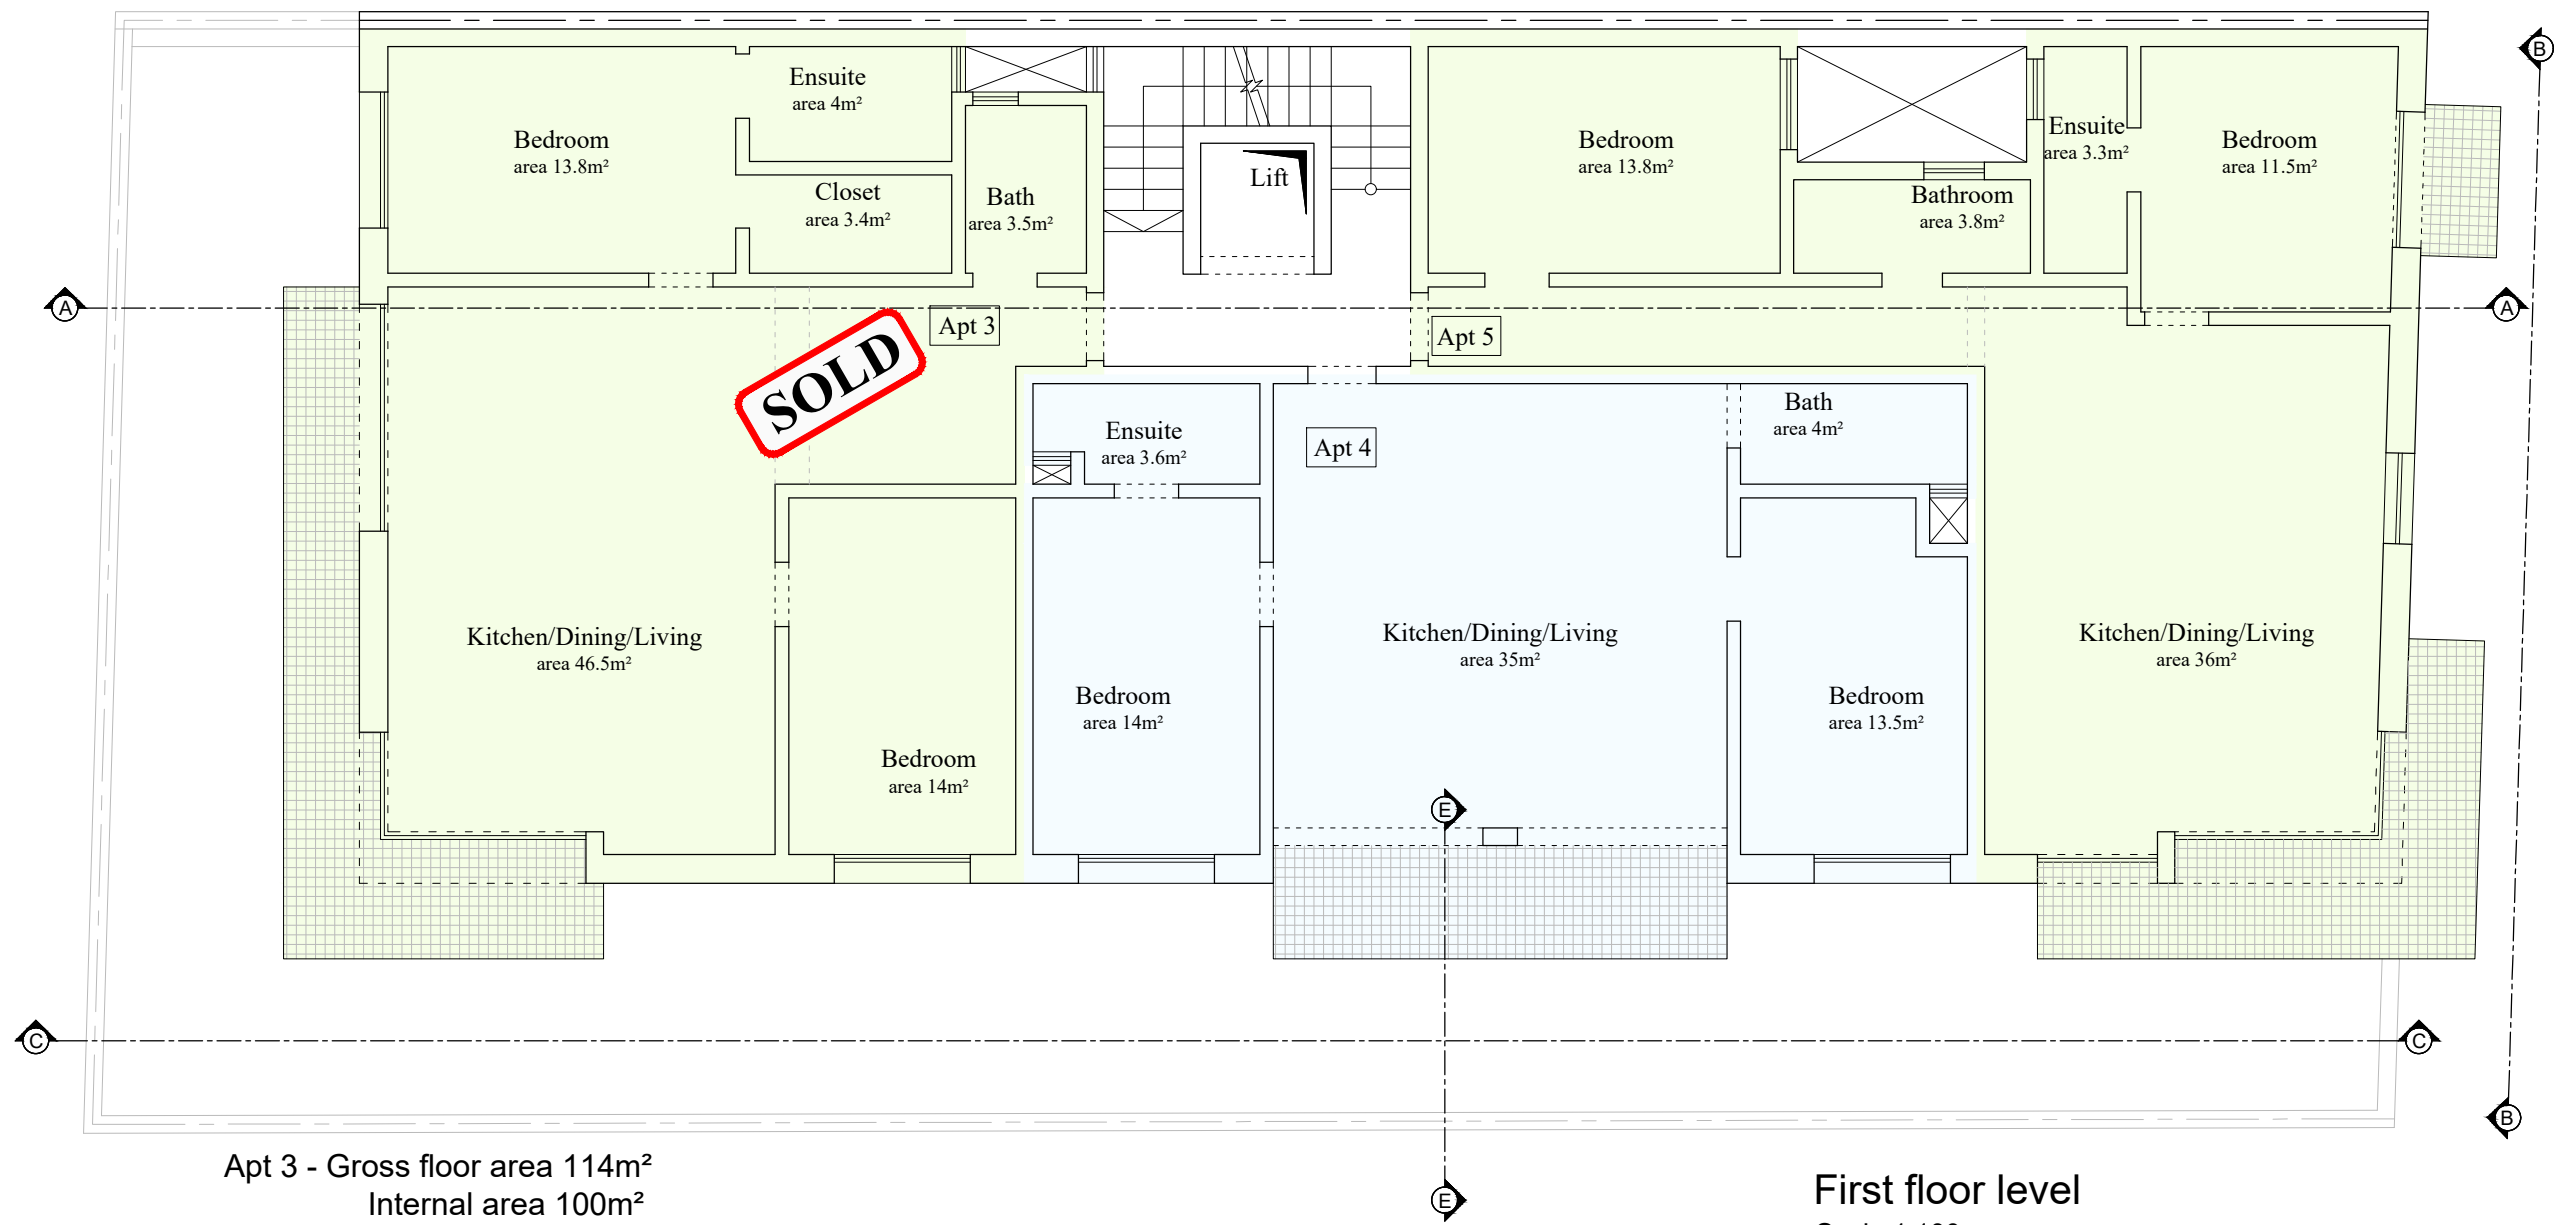 Ensuite
area 4m²
Bedroom
area 13.8m²
Closet
area 3.4m²
Bath
area 3.5m²
Lift
Bedroom
area 13.8m²
Ensuite
area 3.3m²
Bedroom
area 11.5m²
Bathroom
area 3.8m²
B
A
A
Apt 3
SOLD
Apt 5
Ensuite
area 3.6m²
Apt 4
Bath
area 4m²
Kitchen/Dining/Living
area 46.5m²
Bedroom
area 14m²
Bedroom
area 14m²
Kitchen/Dining/Living
area 35m²
Bedroom
area 13.5m²
Kitchen/Dining/Living
area 36m²
E
C
C
B
E
Apt 3 - Gross floor area 114m²
Internal area 100m²
First floor level